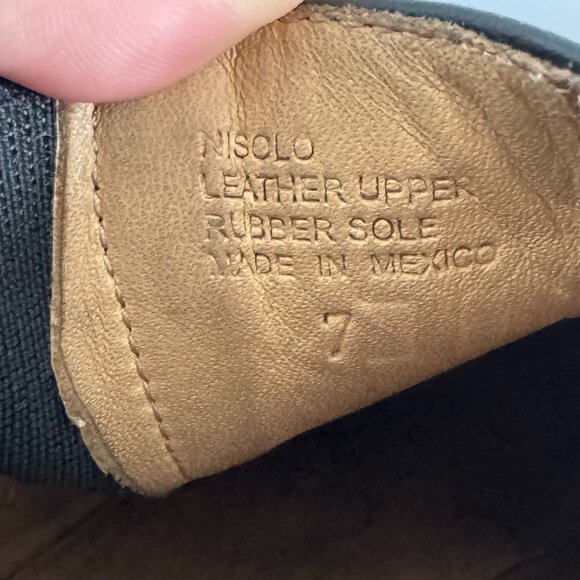 NISOLO
LEATHER UPPER
RUBBER SOLE
MADE IN MEXICO
7